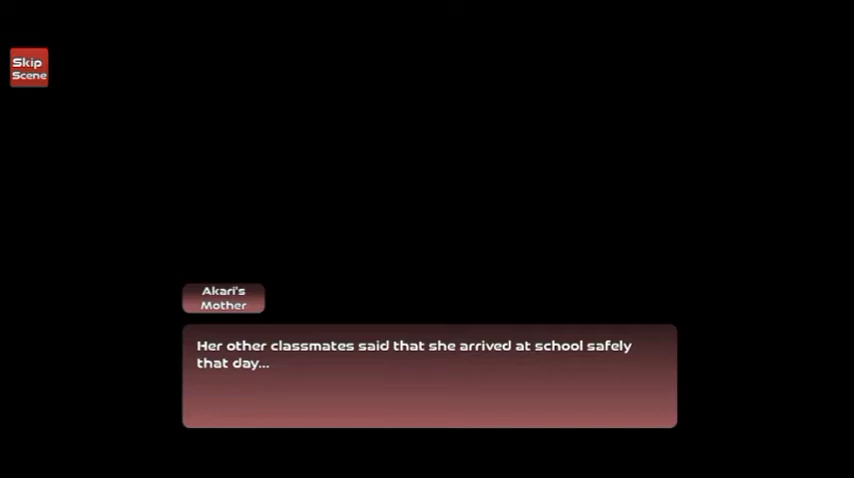 Skip
Scene
Akari's
Mother
Her other classmates said that she arrived at school safely
that day...